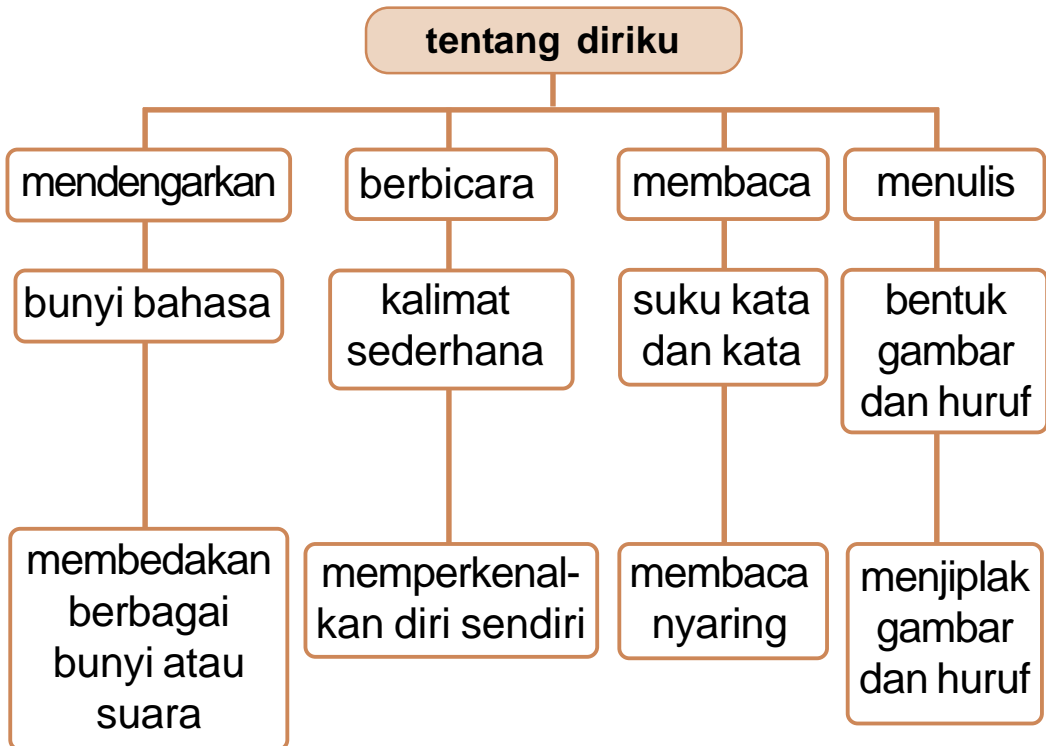 tentang diriku
mendengarkan
berbicara
membaca
menulis
bunyi bahasa
kalimat
sederhana
suku kata
dan kata
bentuk
gambar
dan huruf
membedakan
berbagai
bunyi atau
suara
memperkenal-
kan diri sendiri
membaca
nyaring
menjiplak
gambar
dan huruf